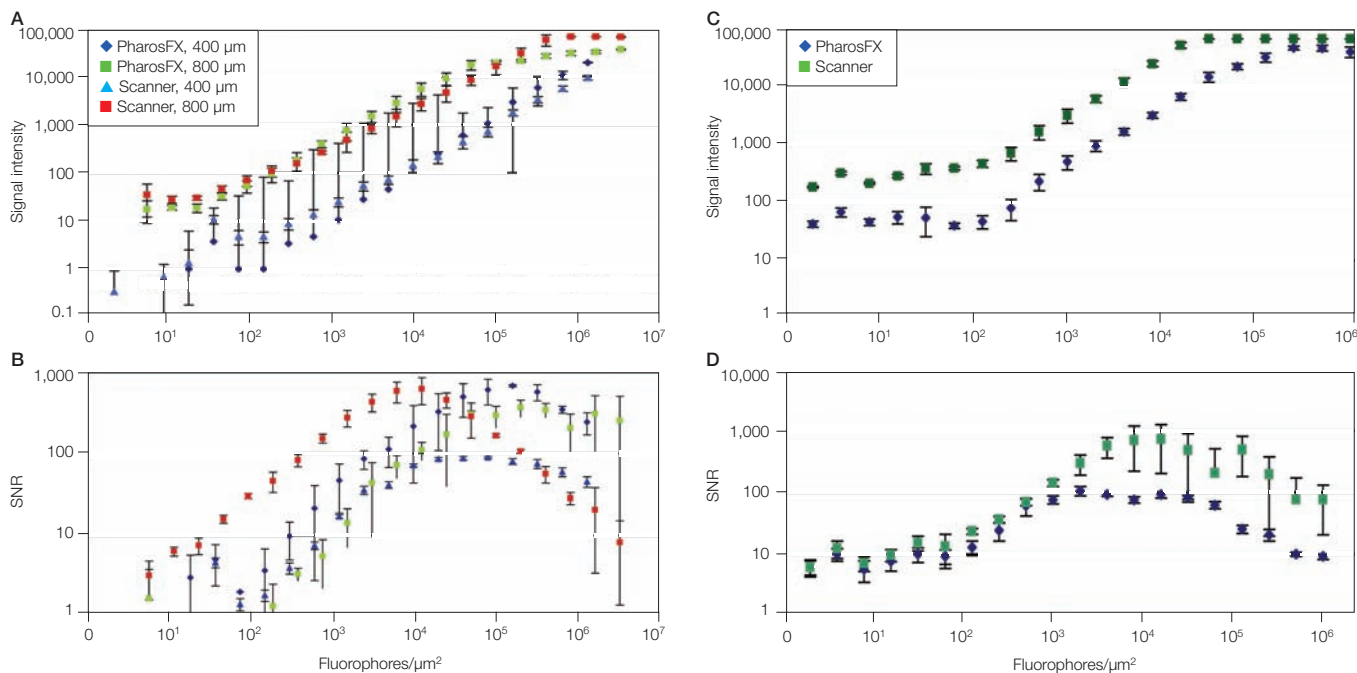 A
Signal intensity
100,000
10,000
1,000
100
10
1
0.1
PharosFX, 400 µm
PharosFX, 800 µm
Scanner, 400 µm
Scanner, 800 µm
0 10¹ 10² 10³ 10⁴ 10⁵ 10⁶ 10⁷
B
SNR
1,000
100
10
1
0 10¹ 10² 10³ 10⁴ 10⁵ 10⁶ 10⁷
Fluorophores/µm²
C
Signal intensity
100,000
10,000
1,000
100
10
1
PharosFX
Scanner
0 10¹ 10² 10³ 10⁴ 10⁵ 10⁶
D
SNR
10,000
1,000
100
10
1
0 10¹ 10² 10³ 10⁴ 10⁵ 10⁶
Fluorophores/µm²